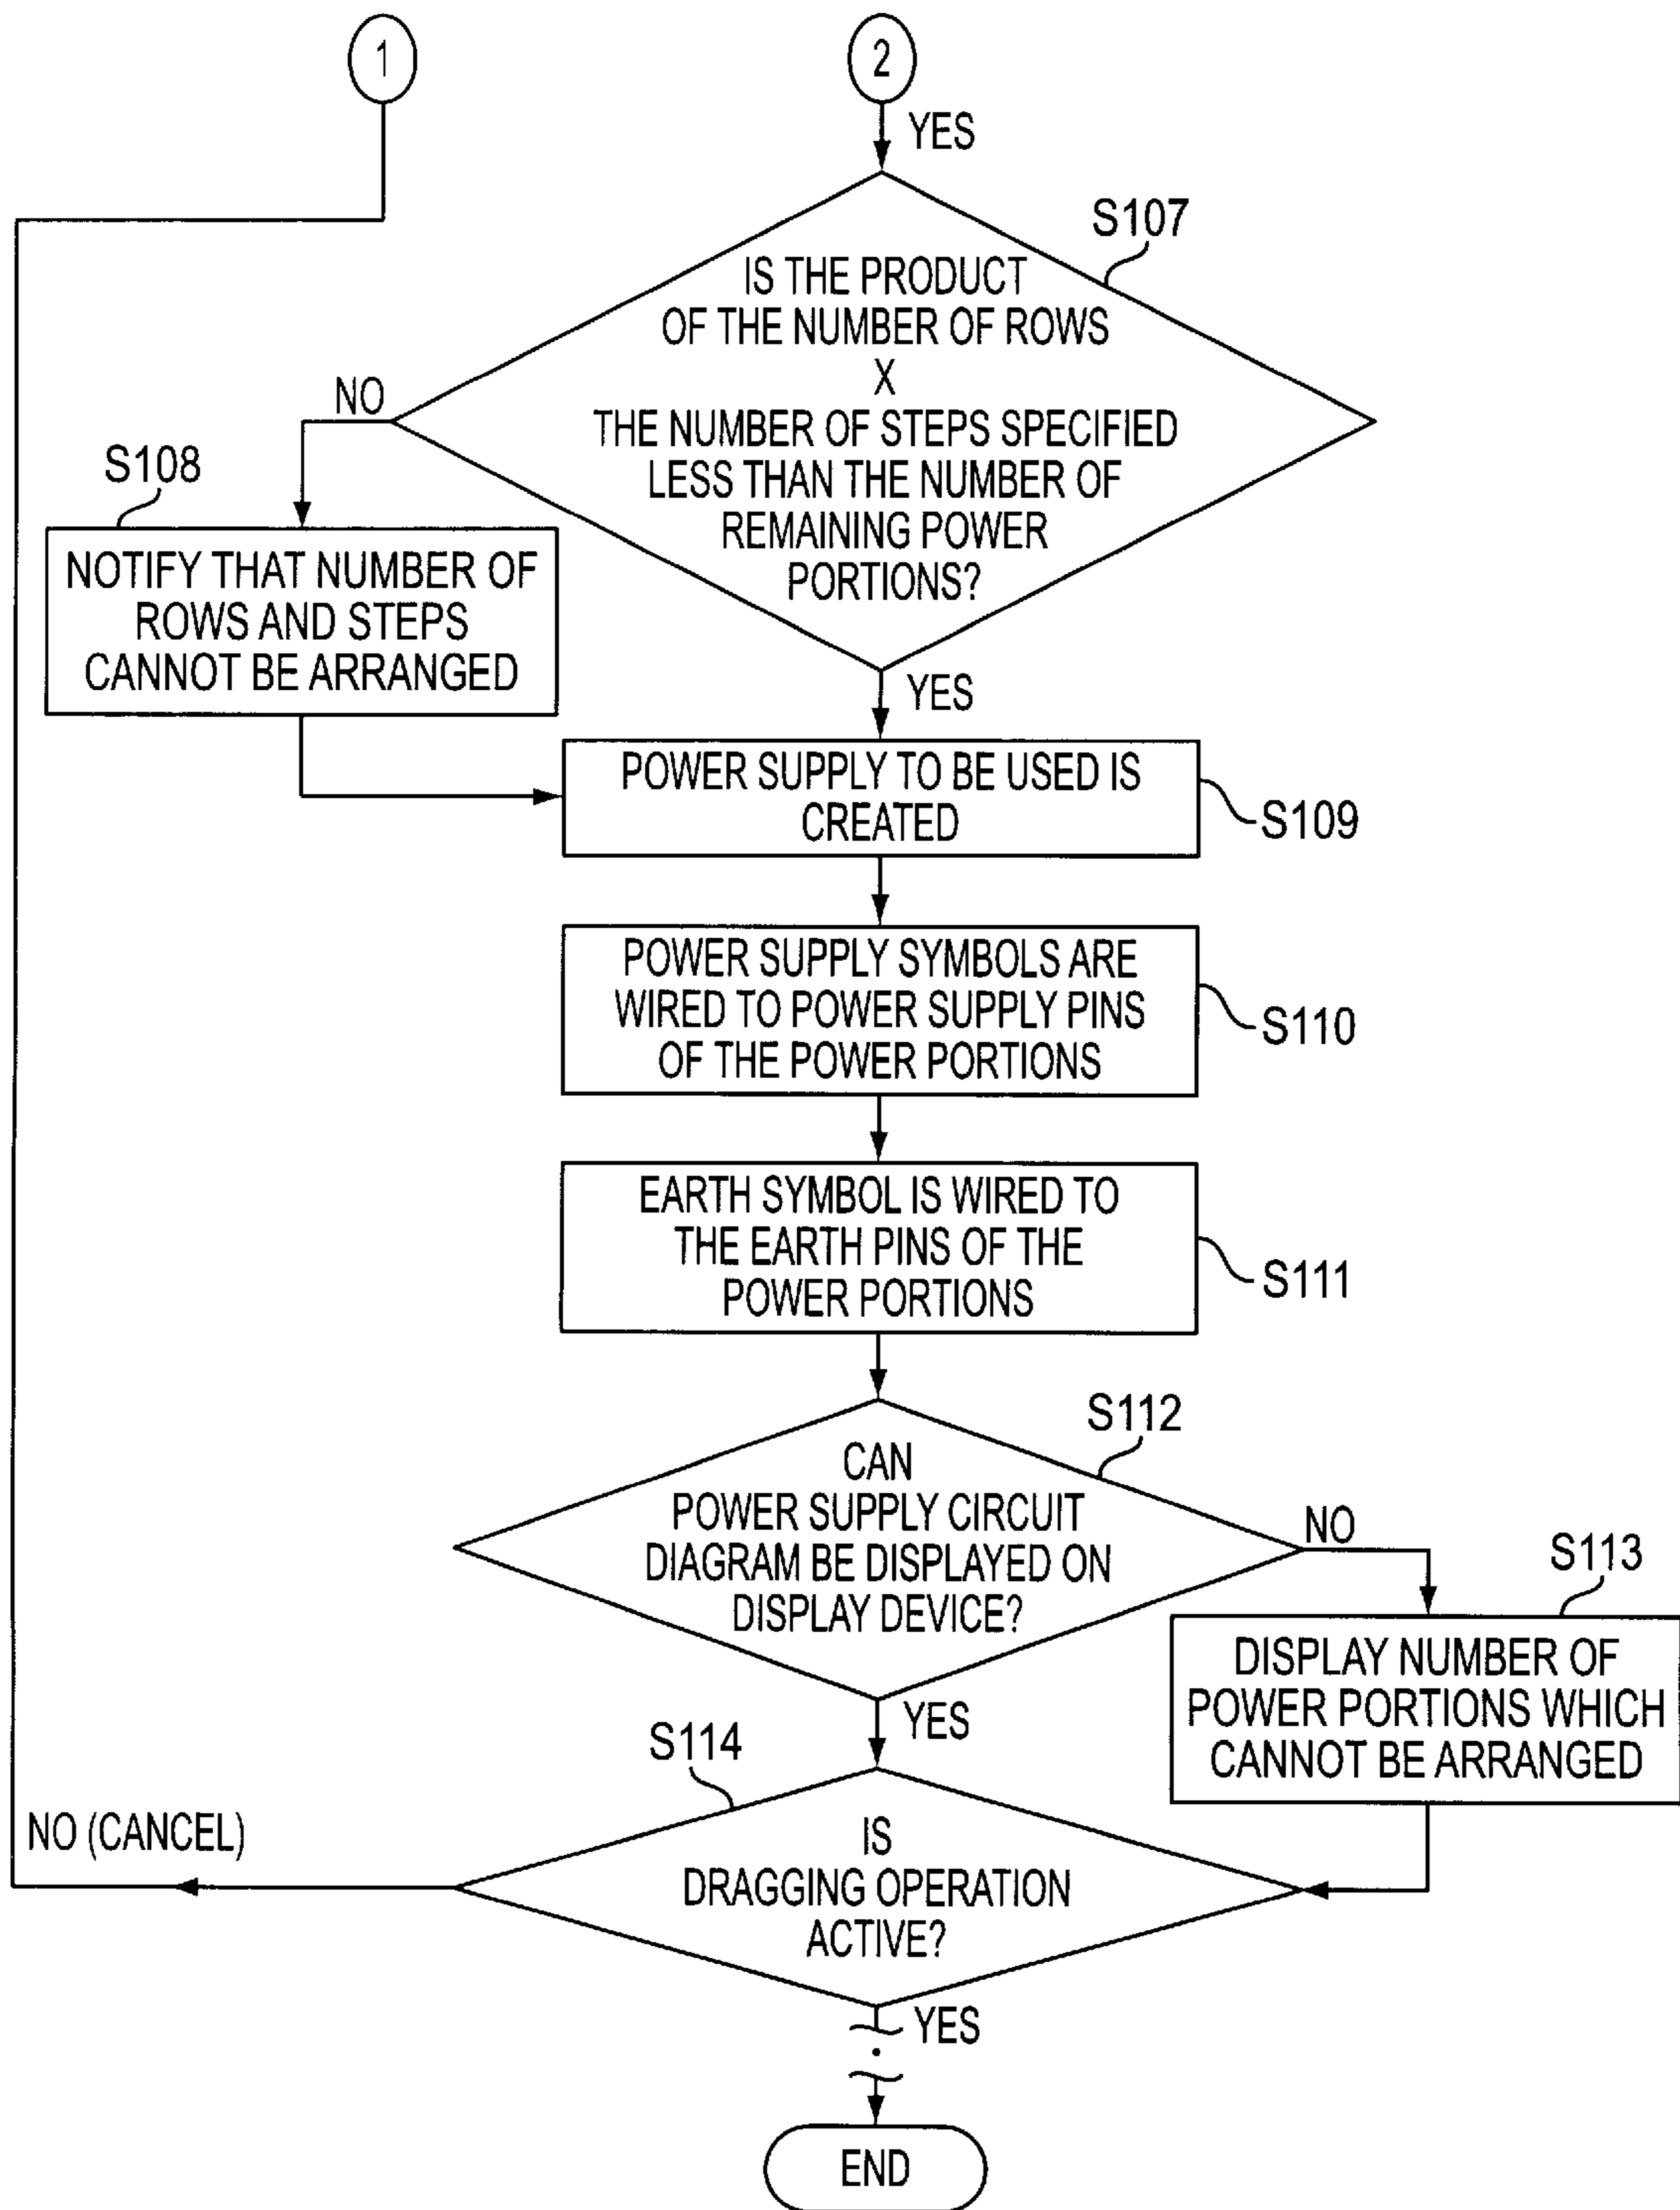 1
2
YES
S107
IS THE PRODUCT
OF THE NUMBER OF ROWS
X
THE NUMBER OF STEPS SPECIFIED
LESS THAN THE NUMBER OF
REMAINING POWER
PORTIONS?
NO
S108
NOTIFY THAT NUMBER OF
ROWS AND STEPS
CANNOT BE ARRANGED
YES
POWER SUPPLY TO BE USED IS
CREATED
S109
POWER SUPPLY SYMBOLS ARE
WIRED TO POWER SUPPLY PINS
OF THE POWER PORTIONS
S110
EARTH SYMBOL IS WIRED TO
THE EARTH PINS OF THE
POWER PORTIONS
S111
S112
CAN
POWER SUPPLY CIRCUIT
DIAGRAM BE DISPLAYED ON
DISPLAY DEVICE?
NO
S113
DISPLAY NUMBER OF
POWER PORTIONS WHICH
CANNOT BE ARRANGED
YES
S114
IS
DRAGGING OPERATION
ACTIVE?
NO (CANCEL)
YES
END